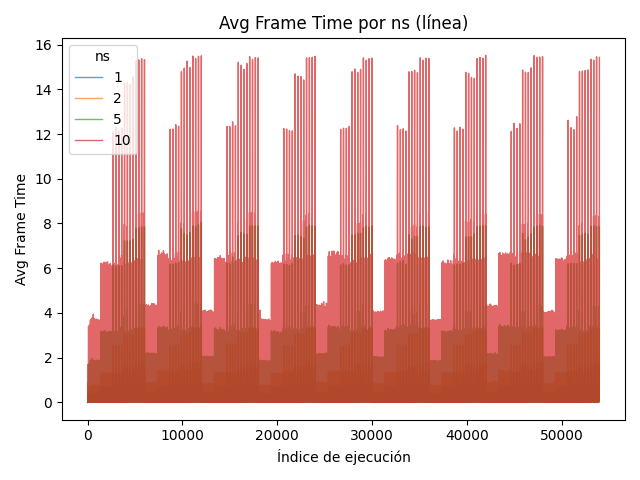 Avg Frame Time por ns (línea)
ns
1
2
5
10
16
14
12
10
8
6
4
2
0
Avg Frame Time
0 10000 20000 30000 40000 50000
Índice de ejecución